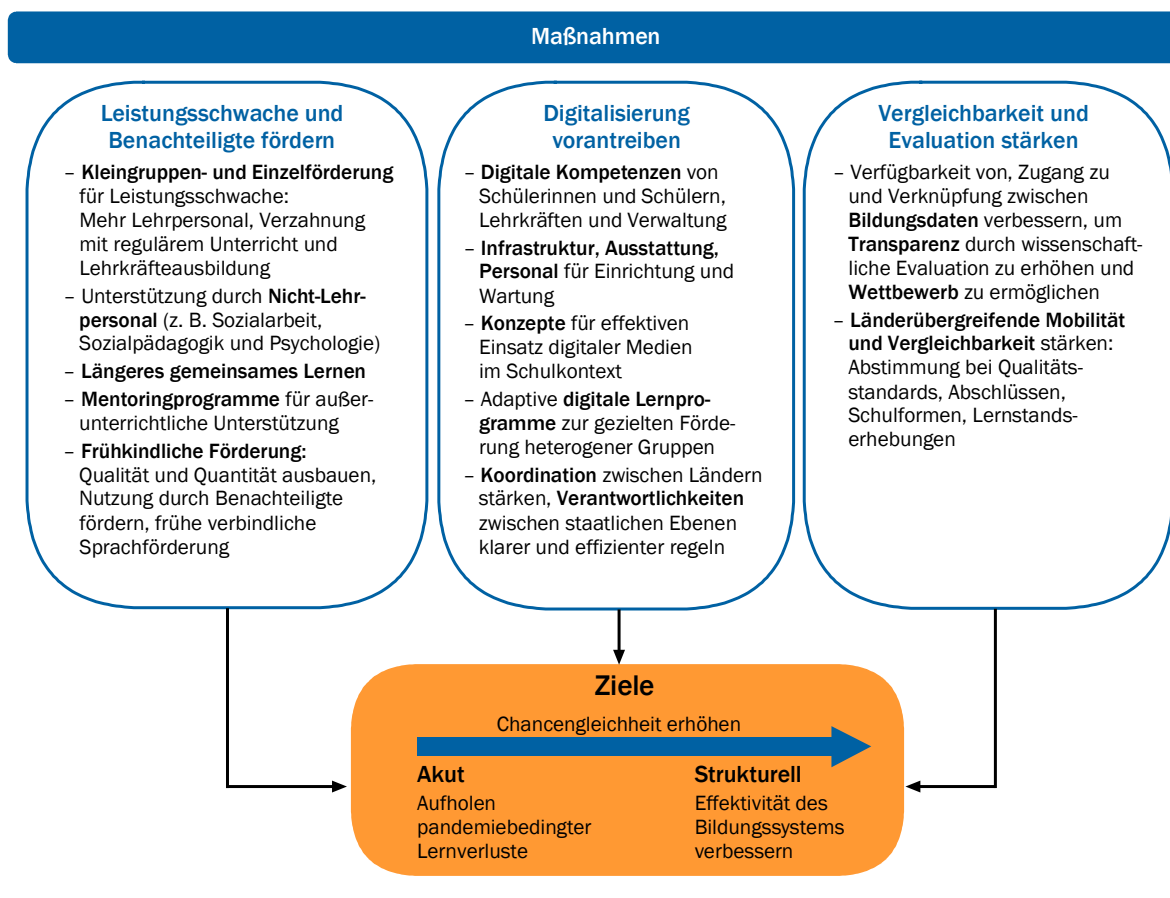 Maßnahmen
Leistungsschwache und
Benachteiligte fördern
– Kleingruppen- und Einzelförderung
für Leistungsschwache:
Mehr Lehrpersonal, Verzahnung
mit regulärem Unterricht und
Lehrkräfteausbildung
– Unterstützung durch Nicht-Lehr-
personal (z. B. Sozialarbeit,
Sozialpädagogik und Psychologie)
– Längeres gemeinsames Lernen
– Mentoringprogramme für außer-
unterrichtliche Unterstützung
– Frühkindliche Förderung:
Qualität und Quantität ausbauen,
Nutzung durch Benachteiligte
fördern, frühe verbindliche
Sprachförderung
Digitalisierung
vorantreiben
– Digitale Kompetenzen von
Schülerinnen und Schülern,
Lehrkräften und Verwaltung
– Infrastruktur, Ausstattung,
Personal für Einrichtung und
Wartung
– Konzepte für effektiven
Einsatz digitaler Medien
im Schulkontext
– Adaptive digitale Lernpro-
gramme zur gezielten Förde-
rung heterogener Gruppen
– Koordination zwischen Ländern
stärken, Verantwortlichkeiten
zwischen staatlichen Ebenen
klarer und effizienter regeln
Vergleichbarkeit und
Evaluation stärken
– Verfügbarkeit von, Zugang zu
und Verknüpfung zwischen
Bildungsdaten verbessern, um
Transparenz durch wissenschaft-
liche Evaluation zu erhöhen und
Wettbewerb zu ermöglichen
– Länderübergreifende Mobilität
und Vergleichbarkeit stärken:
Abstimmung bei Qualitäts-
standards, Abschlüssen,
Schulformen, Lernstands-
erhebungen
Ziele
Chancengleichheit erhöhen
Akut
Aufholen
pandemiebedingter
Lernverluste
Strukturell
Effektivität des
Bildungssystems
verbessern